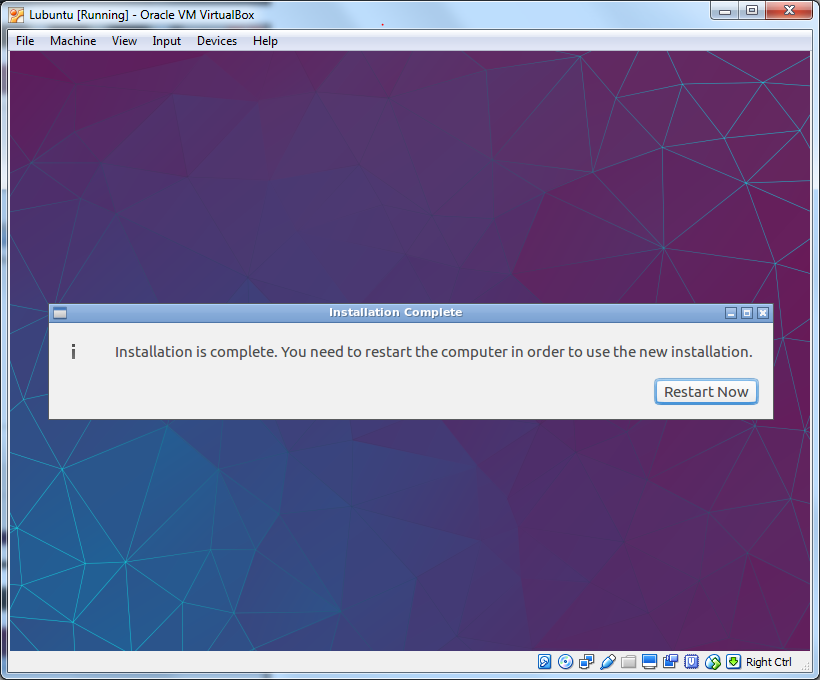 Lubuntu [Running] - Oracle VM VirtualBox
File Machine View Input Devices Help
Installation Complete
Installation is complete. You need to restart the computer in order to use the new installation.
Restart Now
Right Ctrl